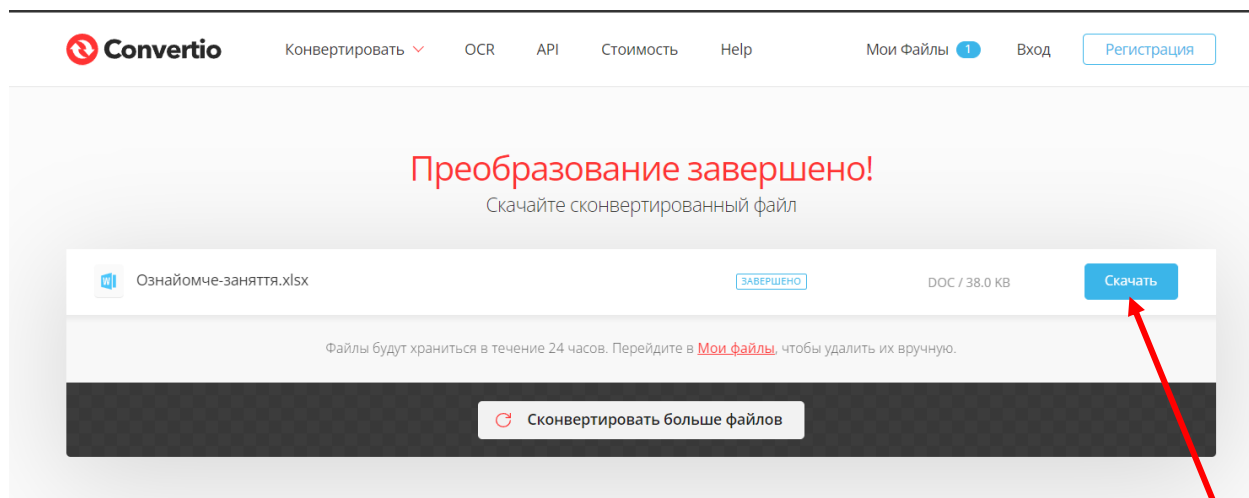 Convertio Конвертировать OCR API Стоимость Help Мои Файлы 1 Вход Регистрация
Преобразование завершено!
Скачайте сконвертированный файл
W Ознайомче-заняття.xlsx ЗАВЕРШЕНО DOC / 38.0 KB Скачать
Файлы будут храниться в течение 24 часов. Перейдите в Мои файлы, чтобы удалить их вручную.
Сконвертировать больше файлов